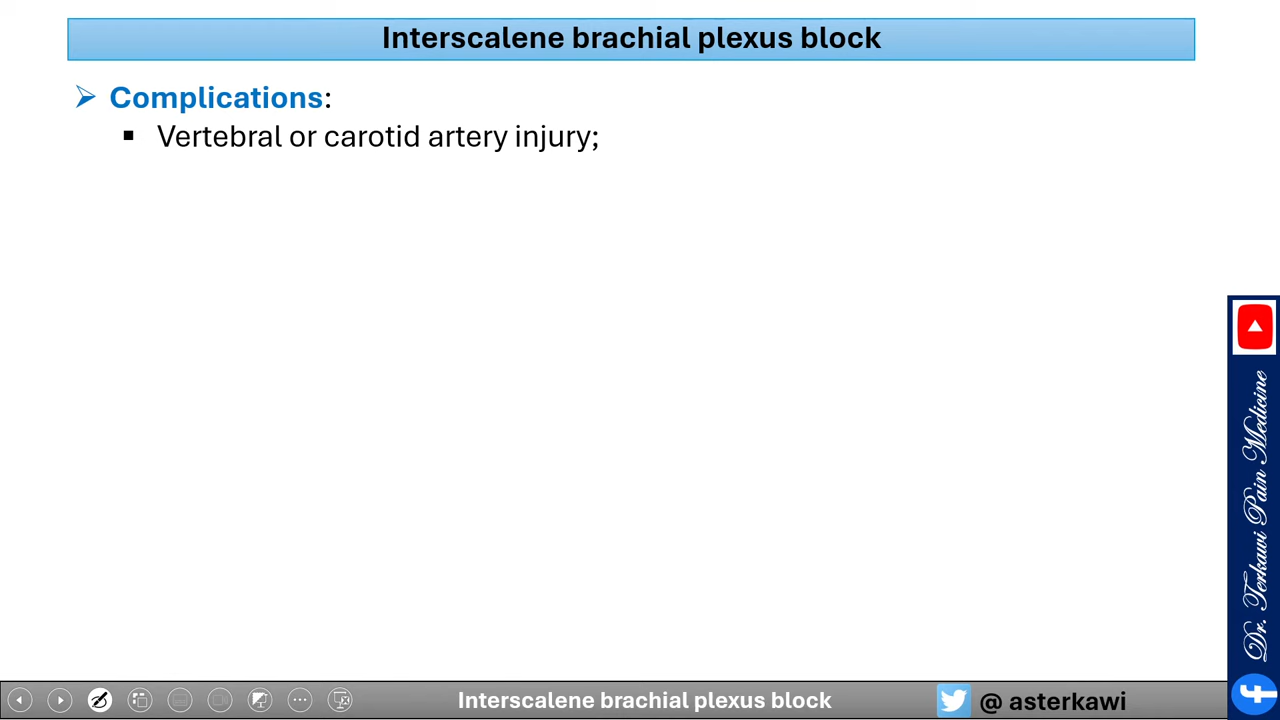 Interscalene brachial plexus block
Complications:
Vertebral or carotid artery injury;
Dr. Terkawi Pain Medicine
Interscalene brachial plexus block
@ asterkawi